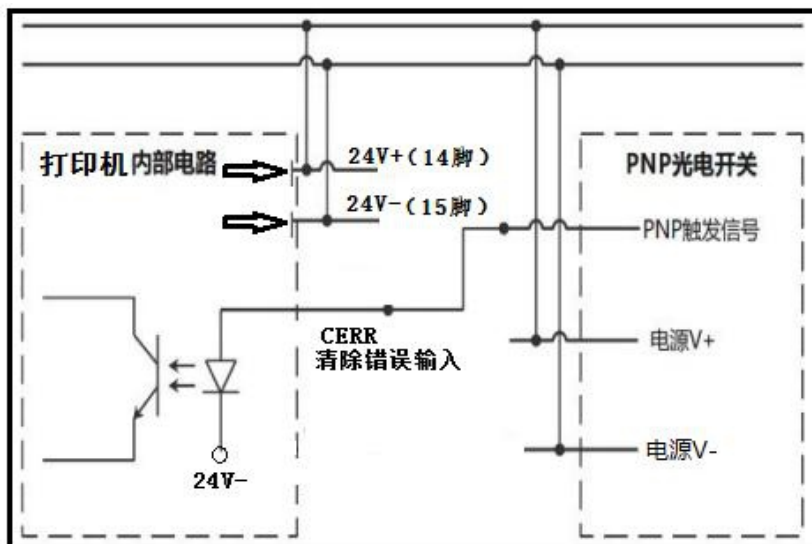 打印机内部电路
24V+(14脚)
24V-(15脚)
PNP光电开关
PNP触发信号
CERR
清除错误输入
电源V+
电源V-
24V-